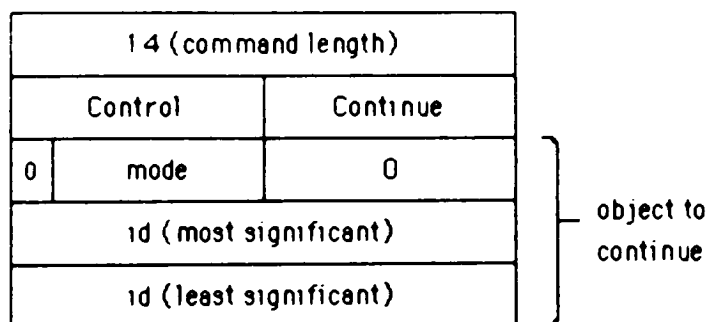 14 (command length)
Control Continue
0 mode 0
id (most significant)
id (least significant)
object to
continue